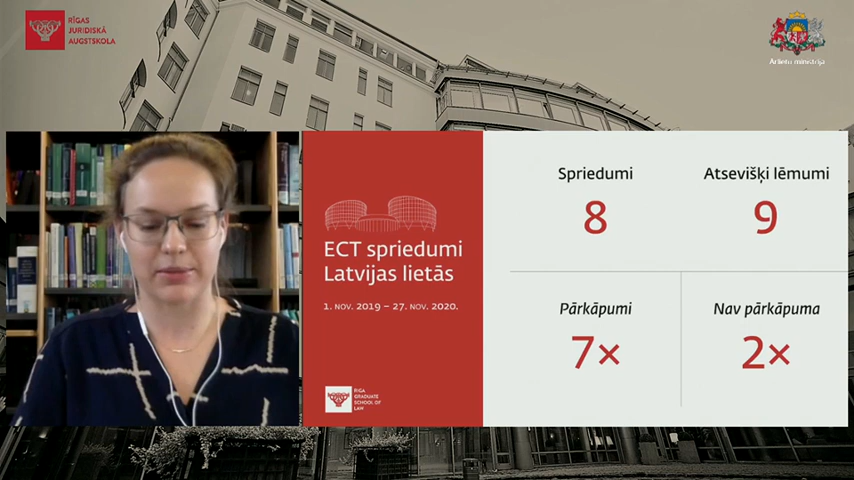 RĪGAS
JURIDISKĀ
AUGSTSKOLA
Ārlietu ministrija
ECT spriedumi
Latvijas lietās
1. NOV. 2019 – 27. NOV. 2020.
RIGA
GRADUATE
SCHOOL OF
LAW
Spriedumi
8
Atsevišķi lēmumi
9
Pārkāpumi
7×
Nav pārkāpuma
2×